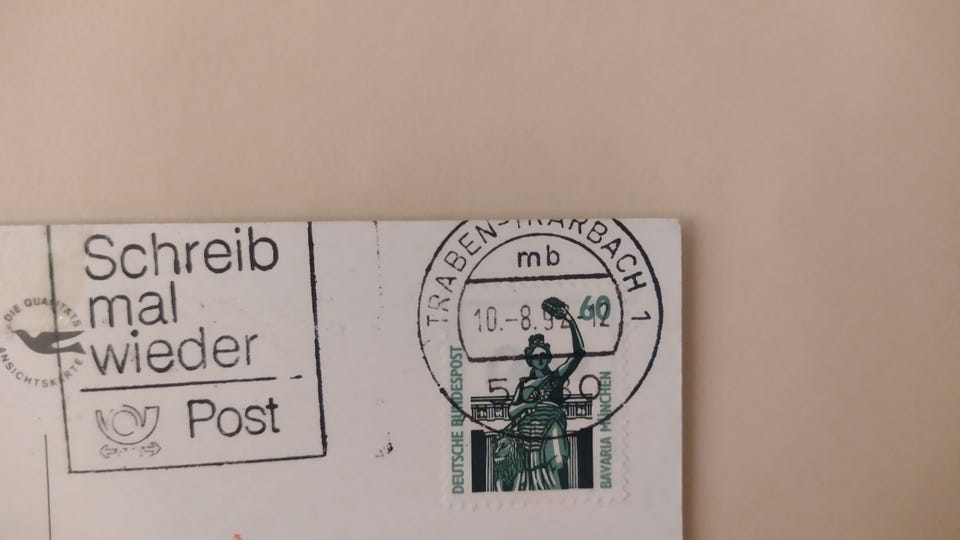 Schreib
mal
wieder
Post
DIE QUALITÄTS
ANSICHTSKARTE
TRABEN-TRARBACH 1
mb
10.-8.92-12
60
DEUTSCHE BUNDESPOST
BAVARIA MÜNCHEN